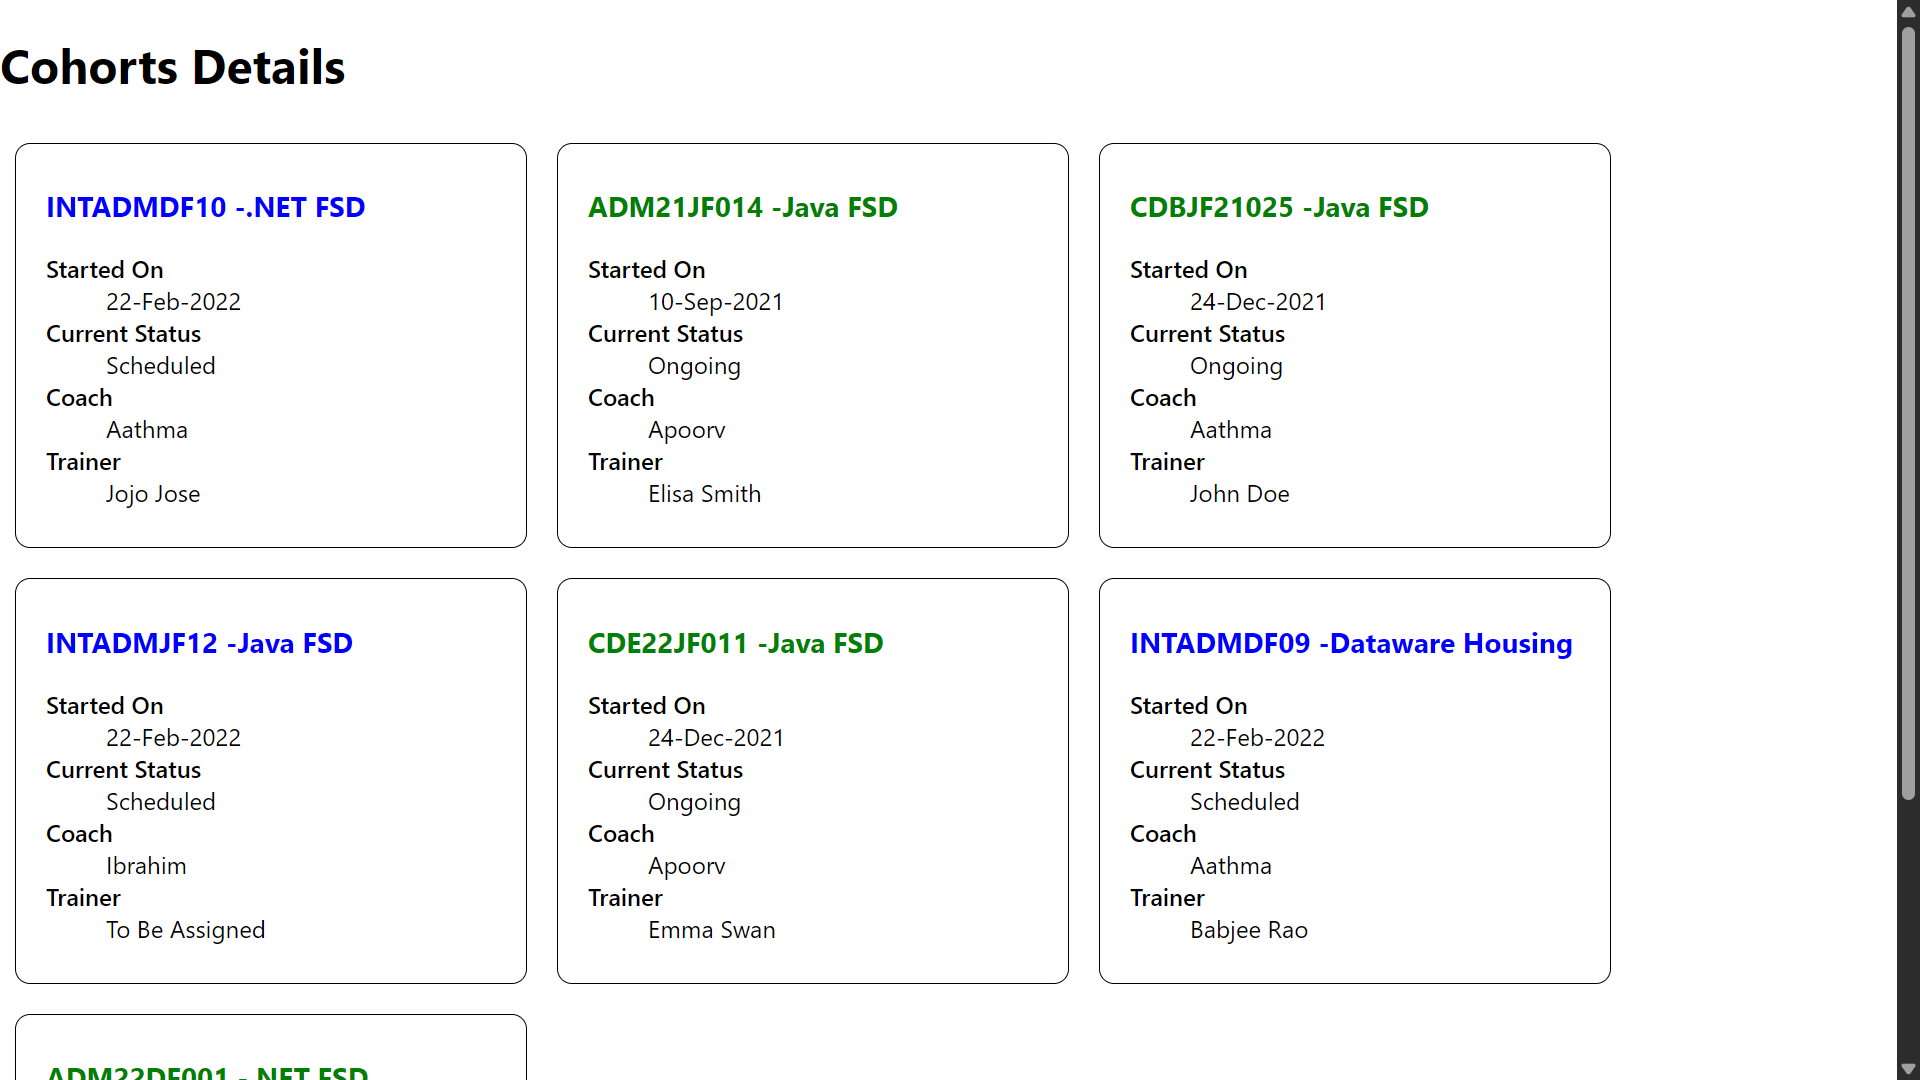 Cohorts Details
INTADMDF10 -.NET FSD
Started On
22-Feb-2022
Current Status
Scheduled
Coach
Aathma
Trainer
Jojo Jose
ADM21JF014 -Java FSD
Started On
10-Sep-2021
Current Status
Ongoing
Coach
Apoorv
Trainer
Elisa Smith
CDBJF21025 -Java FSD
Started On
24-Dec-2021
Current Status
Ongoing
Coach
Aathma
Trainer
John Doe
INTADMJF12 -Java FSD
Started On
22-Feb-2022
Current Status
Scheduled
Coach
Ibrahim
Trainer
To Be Assigned
CDE22JF011 -Java FSD
Started On
24-Dec-2021
Current Status
Ongoing
Coach
Apoorv
Trainer
Emma Swan
INTADMDF09 -Dataware Housing
Started On
22-Feb-2022
Current Status
Scheduled
Coach
Aathma
Trainer
Babjee Rao
ADM22DF001 -.NET FSD